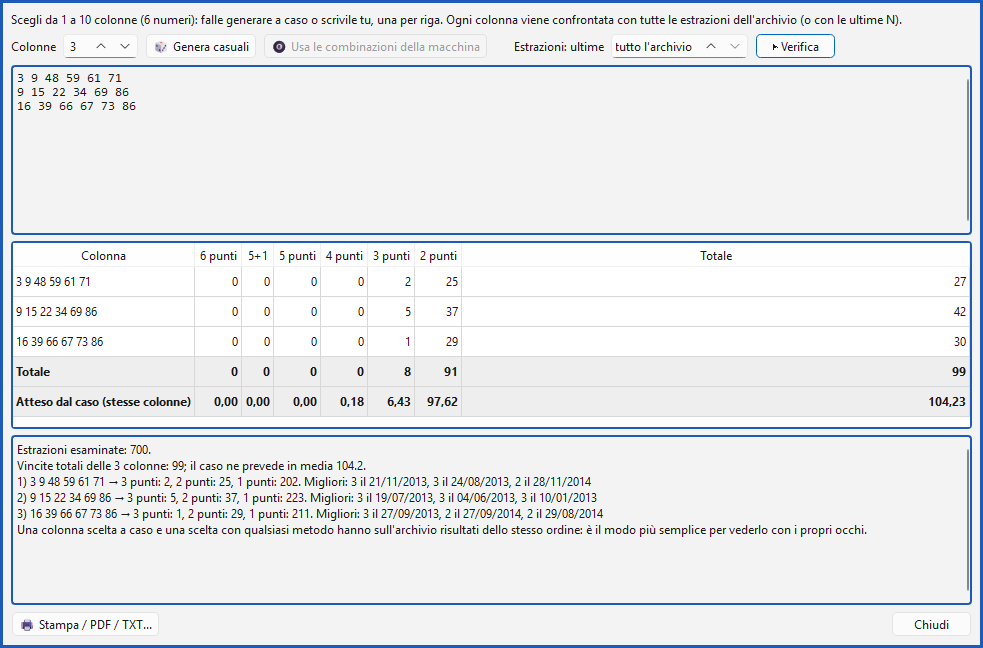 Scegli da 1 a 10 colonne (6 numeri): falle generare a caso o scrivile tu, una per riga. Ogni colonna viene confrontata con tutte le estrazioni dell'archivio (o con le ultime N).
Colonne 3 Genera casuali Usa le combinazioni della macchina Estrazioni: ultime tutto l'archivio Verifica
3 9 48 59 61 71
9 15 22 34 69 86
16 39 66 67 73 86
Colonna 6 punti 5+1 5 punti 4 punti 3 punti 2 punti Totale
3 9 48 59 61 71 0 0 0 0 2 25 27
9 15 22 34 69 86 0 0 0 0 5 37 42
16 39 66 67 73 86 0 0 0 0 1 29 30
Totale 0 0 0 0 8 91 99
Atteso dal caso (stesse colonne) 0,00 0,00 0,00 0,18 6,43 97,62 104,23
Estrazioni esaminate: 700.
Vincite totali delle 3 colonne: 99; il caso ne prevede in media 104.2.
1) 3 9 48 59 61 71 → 3 punti: 2, 2 punti: 25, 1 punti: 202. Migliori: 3 il 21/11/2013, 3 il 24/08/2013, 2 il 28/11/2014
2) 9 15 22 34 69 86 → 3 punti: 5, 2 punti: 37, 1 punti: 223. Migliori: 3 il 19/07/2013, 3 il 04/06/2013, 3 il 10/01/2013
3) 16 39 66 67 73 86 → 3 punti: 1, 2 punti: 29, 1 punti: 211. Migliori: 3 il 27/09/2013, 2 il 27/09/2014, 2 il 29/08/2014
Una colonna scelta a caso e una scelta con qualsiasi metodo hanno sull'archivio risultati dello stesso ordine: è il modo più semplice per vederlo con i propri occhi.
Stampa / PDF / TXT... Chiudi